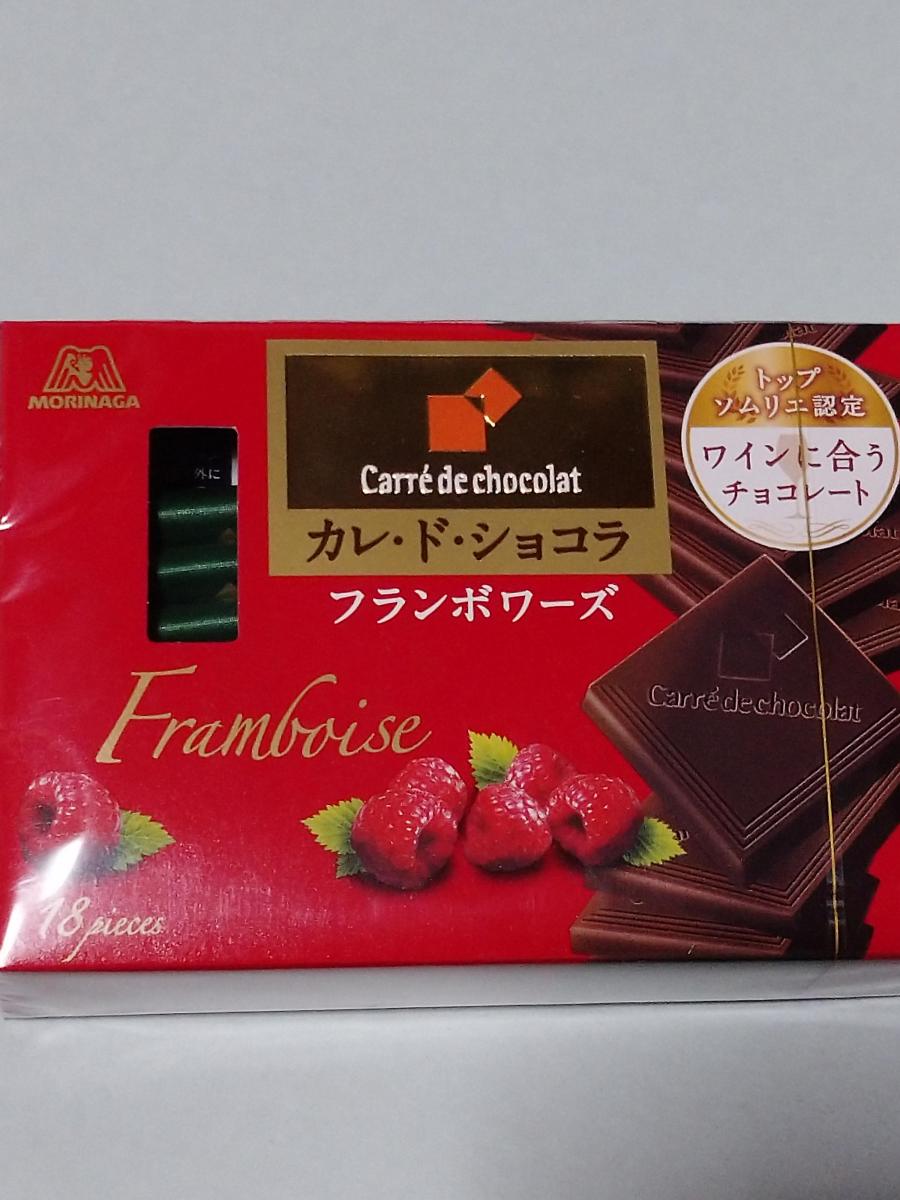 MORINAGA
外に
Carré de chocolat
カレ・ド・ショコラ
フランボワーズ
Framboise
18 pieces
トップ
ソムリエ認定
ワインに合う
チョコレート
Carré de chocolat